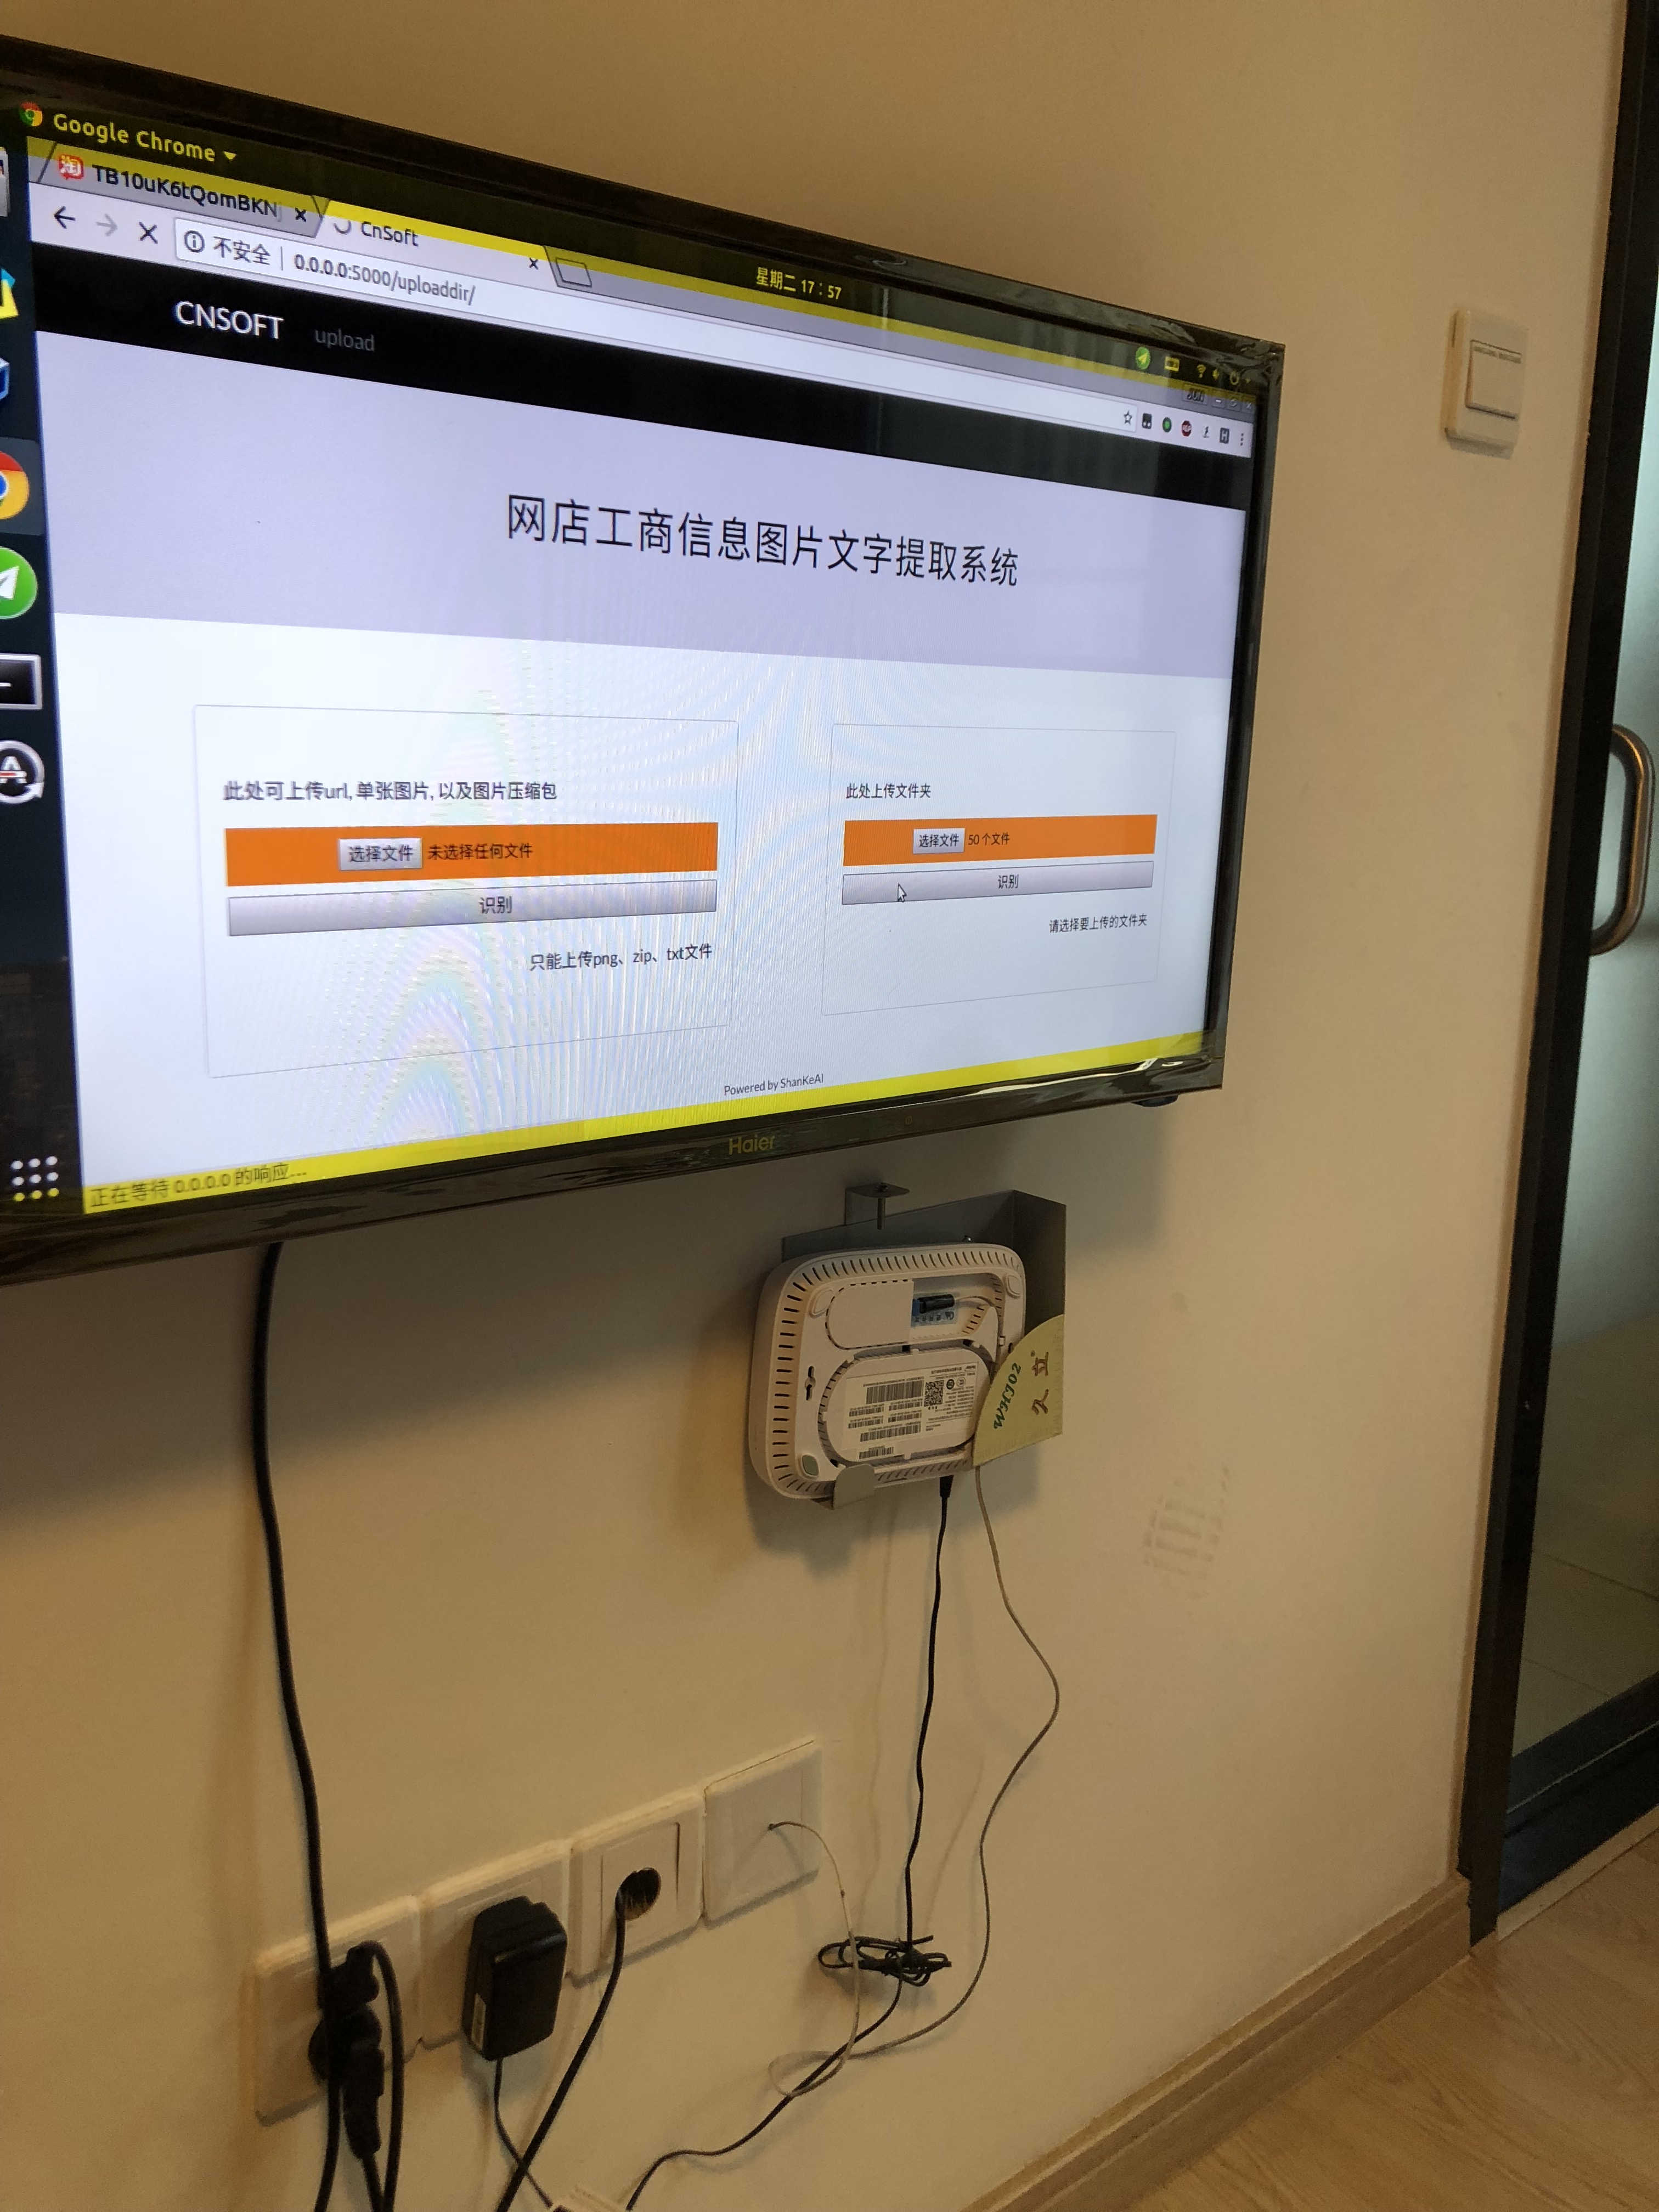 Google Chrome
星期二 17：57
淘 TB10uK6tQomBKN
CnSoft
不安全 0.0.0.0:5000/uploaddir/
CNSOFT upload
网店工商信息图片文字提取系统
此处可上传url, 单张图片, 以及图片压缩包
选择文件 未选择任何文件
识别
只能上传png、zip、txt文件
此处上传文件夹
选择文件 50 个文件
识别
请选择要上传的文件夹
Powered by ShanKeAI
正在等待 0.0.0.0 的响应...
Haier
WHJ02
久立